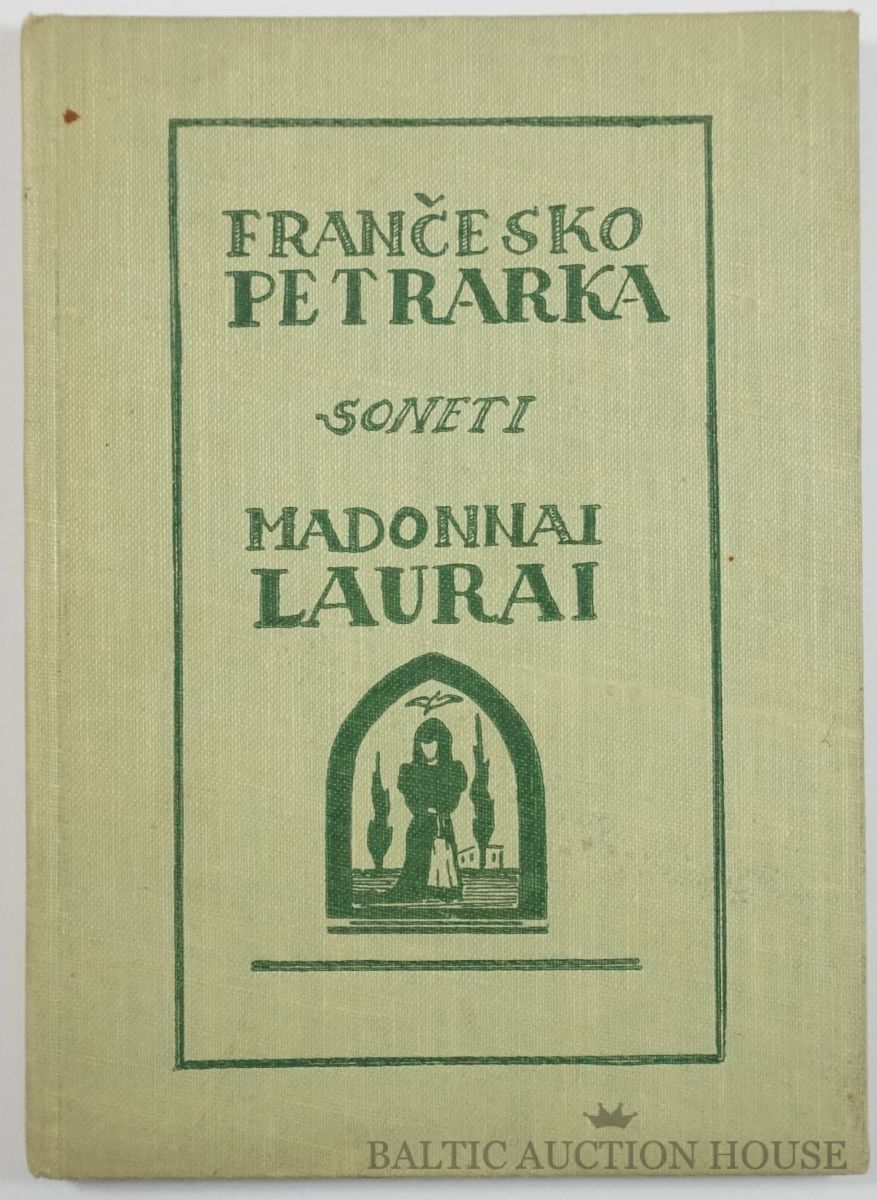 FRANČESKO
PETRARKA
SONETI
MADONNAI
LAURAI
BALTIC AUCTION HOUSE